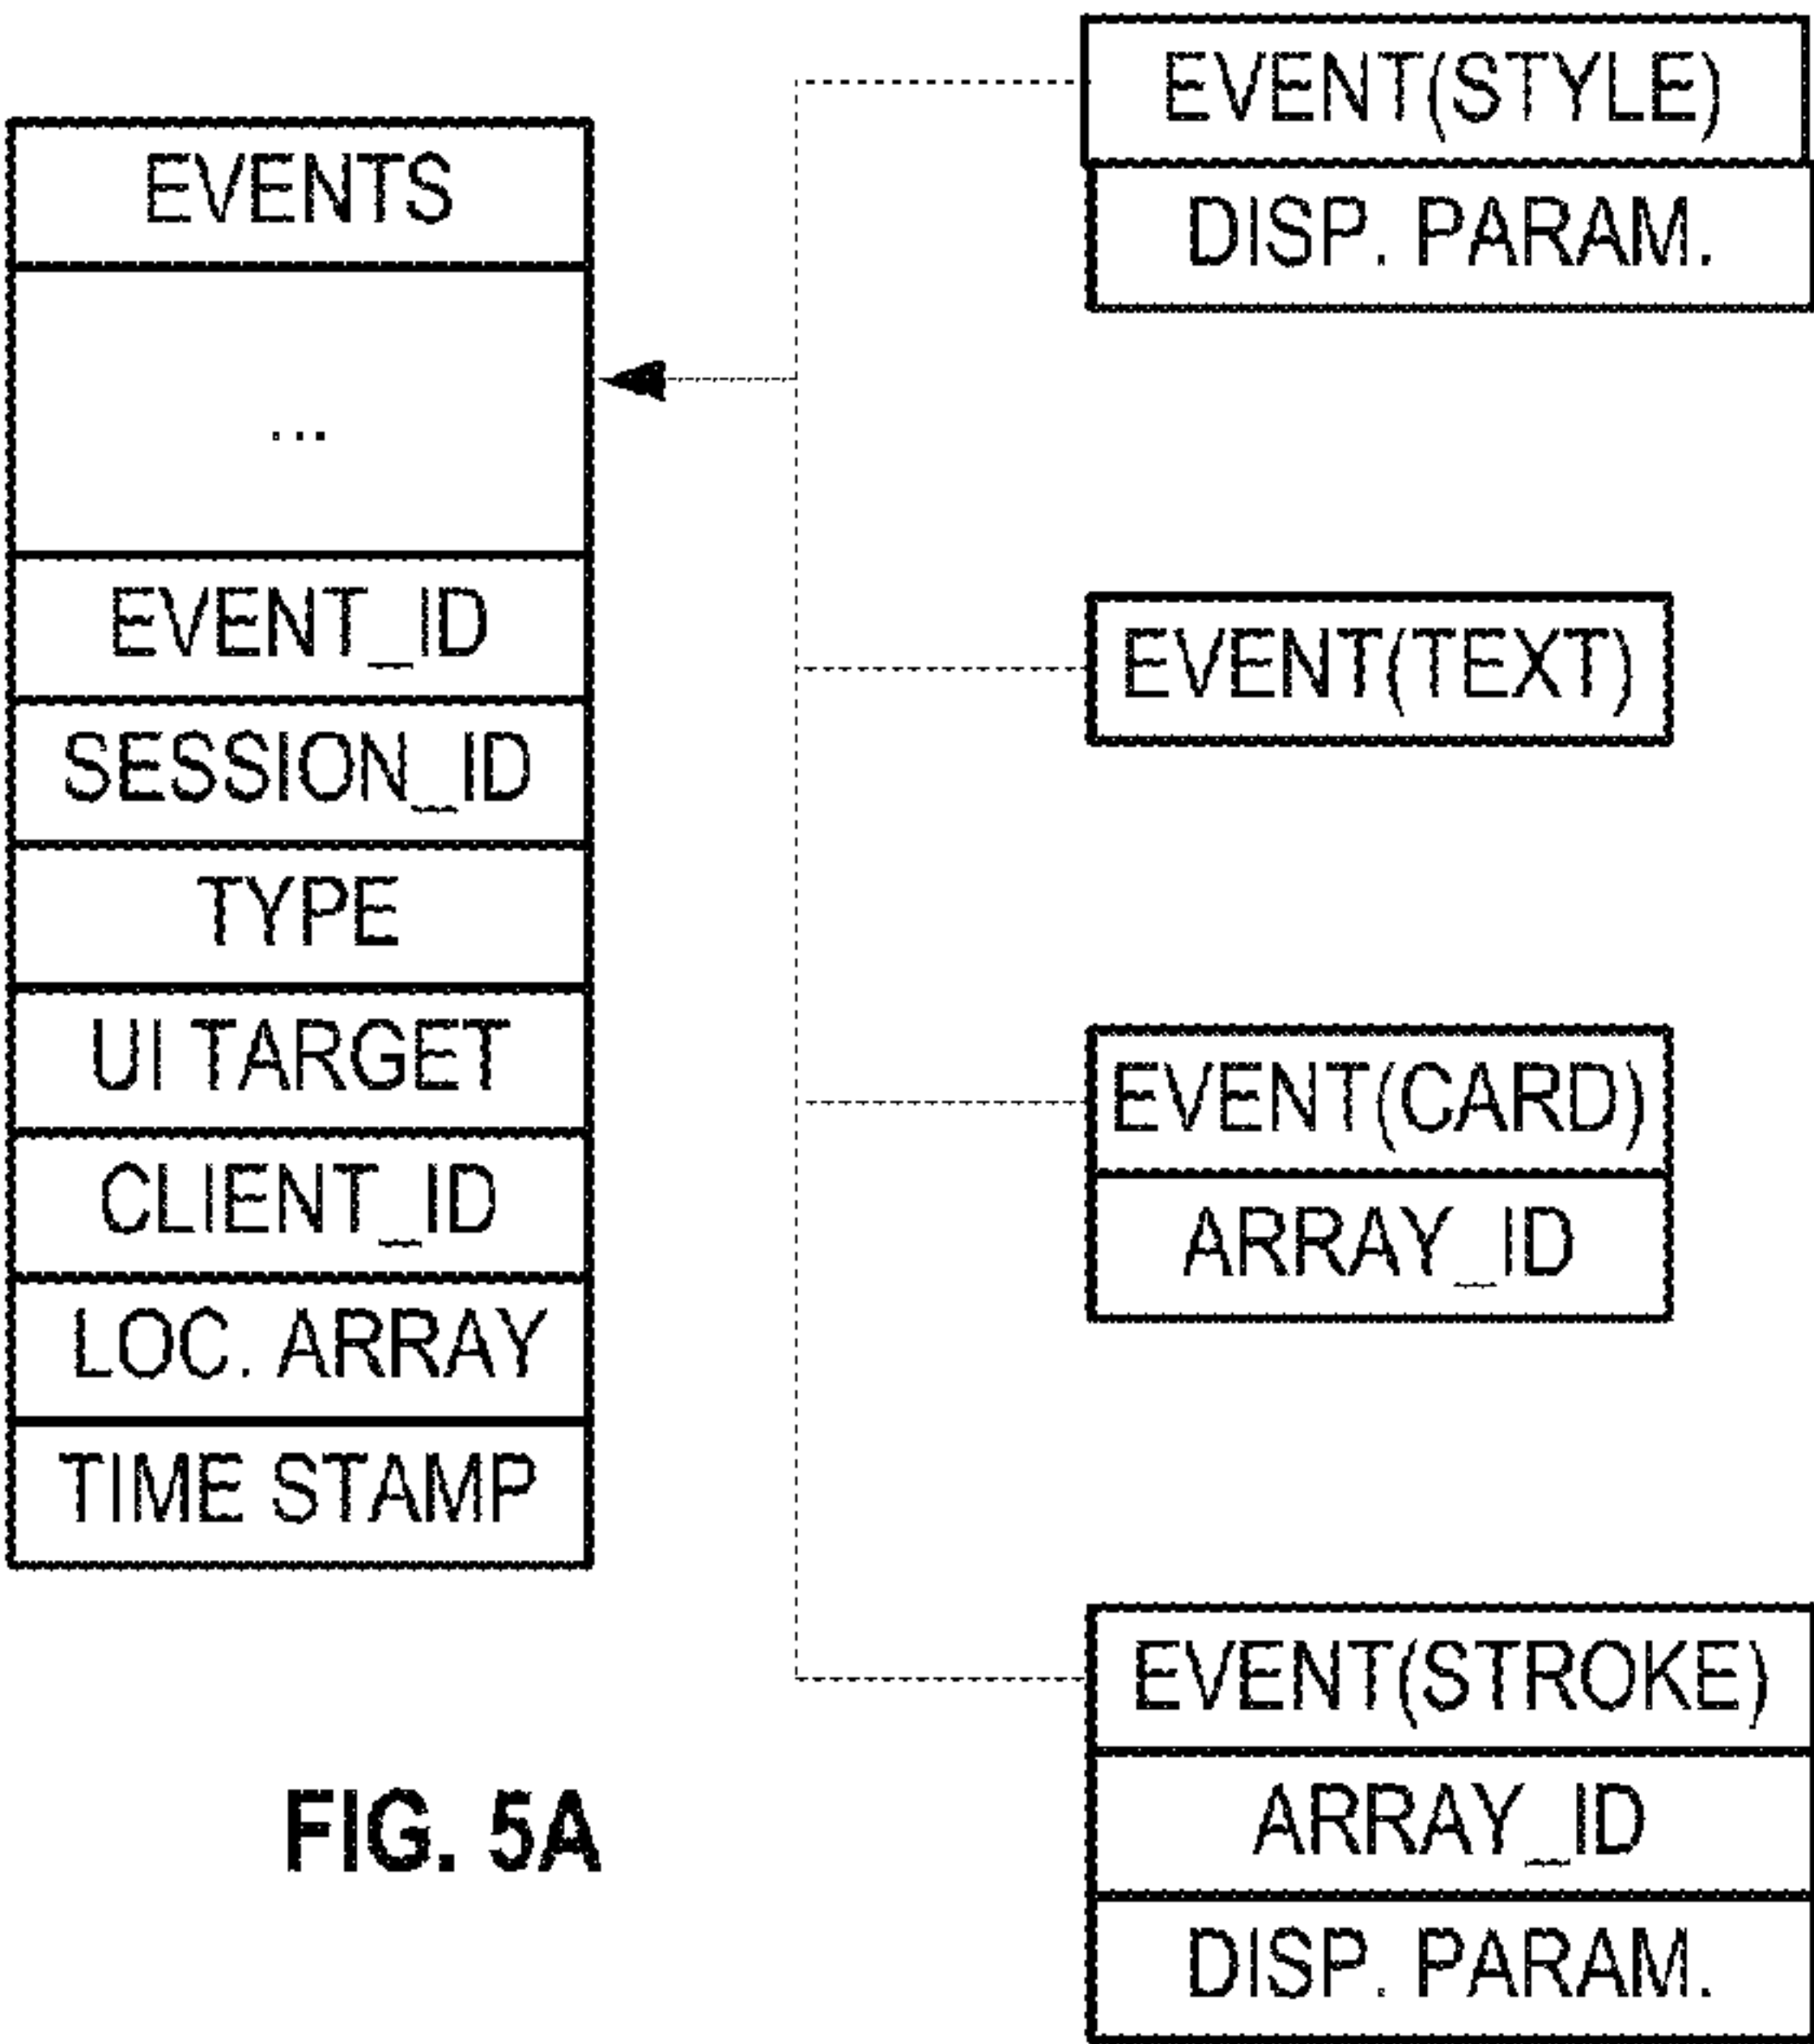 EVENTS
...
EVENT_ID
SESSION_ID
TYPE
UI TARGET
CLIENT_ID
LOC. ARRAY
TIME STAMP
EVENT(STYLE)
DISP. PARAM.
EVENT(TEXT)
EVENT(CARD)
ARRAY_ID
EVENT(STROKE)
ARRAY_ID
DISP. PARAM.
FIG. 5A